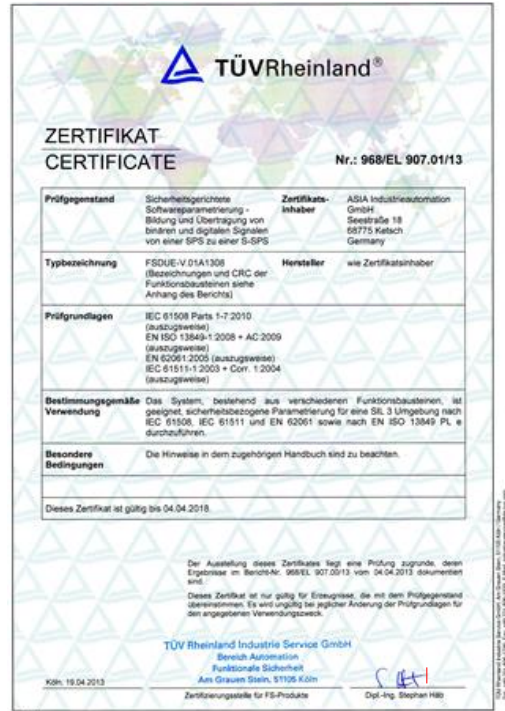 TÜVRheinland®
ZERTIFIKAT
CERTIFICATE
Nr.: 968/EL 907.01/13
Prüfgegenstand
Sicherheitsgerichtete
Softwareparametrierung -
Bildung und Übertragung von
binären und digitalen Signalen
von einer SPS zu einer S-SPS
Zertifikats-
inhaber
ASIA Industrieautomation
GmbH
Seestraße 18
68775 Ketsch
Germany
Typbezeichnung
FSDUE-V.01A1308
(Bezeichnungen und CRC der
Funktionsbausteinen siehe
Anhang des Berichts)
Hersteller
wie Zertifikatsinhaber
Prüfgrundlagen
IEC 61508 Parts 1-7:2010
(auszugsweise)
EN ISO 13849-1:2008 + AC:2009
(auszugsweise)
EN 62061:2005 (auszugsweise)
IEC 61511-1:2003 + Corr. 1:2004
(auszugsweise)
Bestimmungsgemäße
Verwendung
Das System, bestehend aus verschiedenen Funktionsbausteinen, ist
geeignet, sicherheitsbezogene Parametrierung für eine SIL 3 Umgebung nach
IEC 61508, IEC 61511 und EN 62061 sowie nach EN ISO 13849 PL e
durchzuführen.
Besondere
Bedingungen
Die Hinweise in dem zugehörigen Handbuch sind zu beachten.
Dieses Zertifikat ist gültig bis 04.04.2018.
Der Ausstellung dieses Zertifikates liegt eine Prüfung zugrunde, deren
Ergebnisse im Bericht-Nr. 968/EL 907.00/13 vom 04.04.2013 dokumentiert
sind.
Dieses Zertifikat ist nur gültig für Erzeugnisse, die mit dem Prüfgegenstand
übereinstimmen. Es wird ungültig bei jeglicher Änderung der Prüfgrundlagen für
den angegebenen Verwendungszweck.
TÜV Rheinland Industrie Service GmbH
Bereich Automation
Funktionale Sicherheit
Am Grauen Stein, 51105 Köln
Köln, 19.04.2013
Zertifizierungsstelle für FS-Produkte
Dipl.-Ing. Stephan Häb